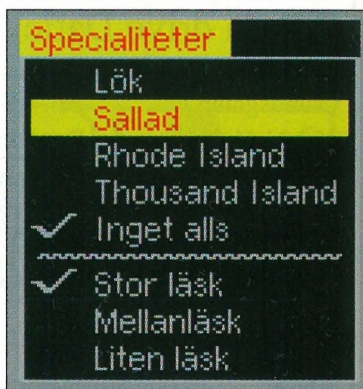 Specialiteter
Lök
Sallad
Rhode Island
Thousand Island
Inget alls
Stor läsk
Mellanläsk
Liten läsk